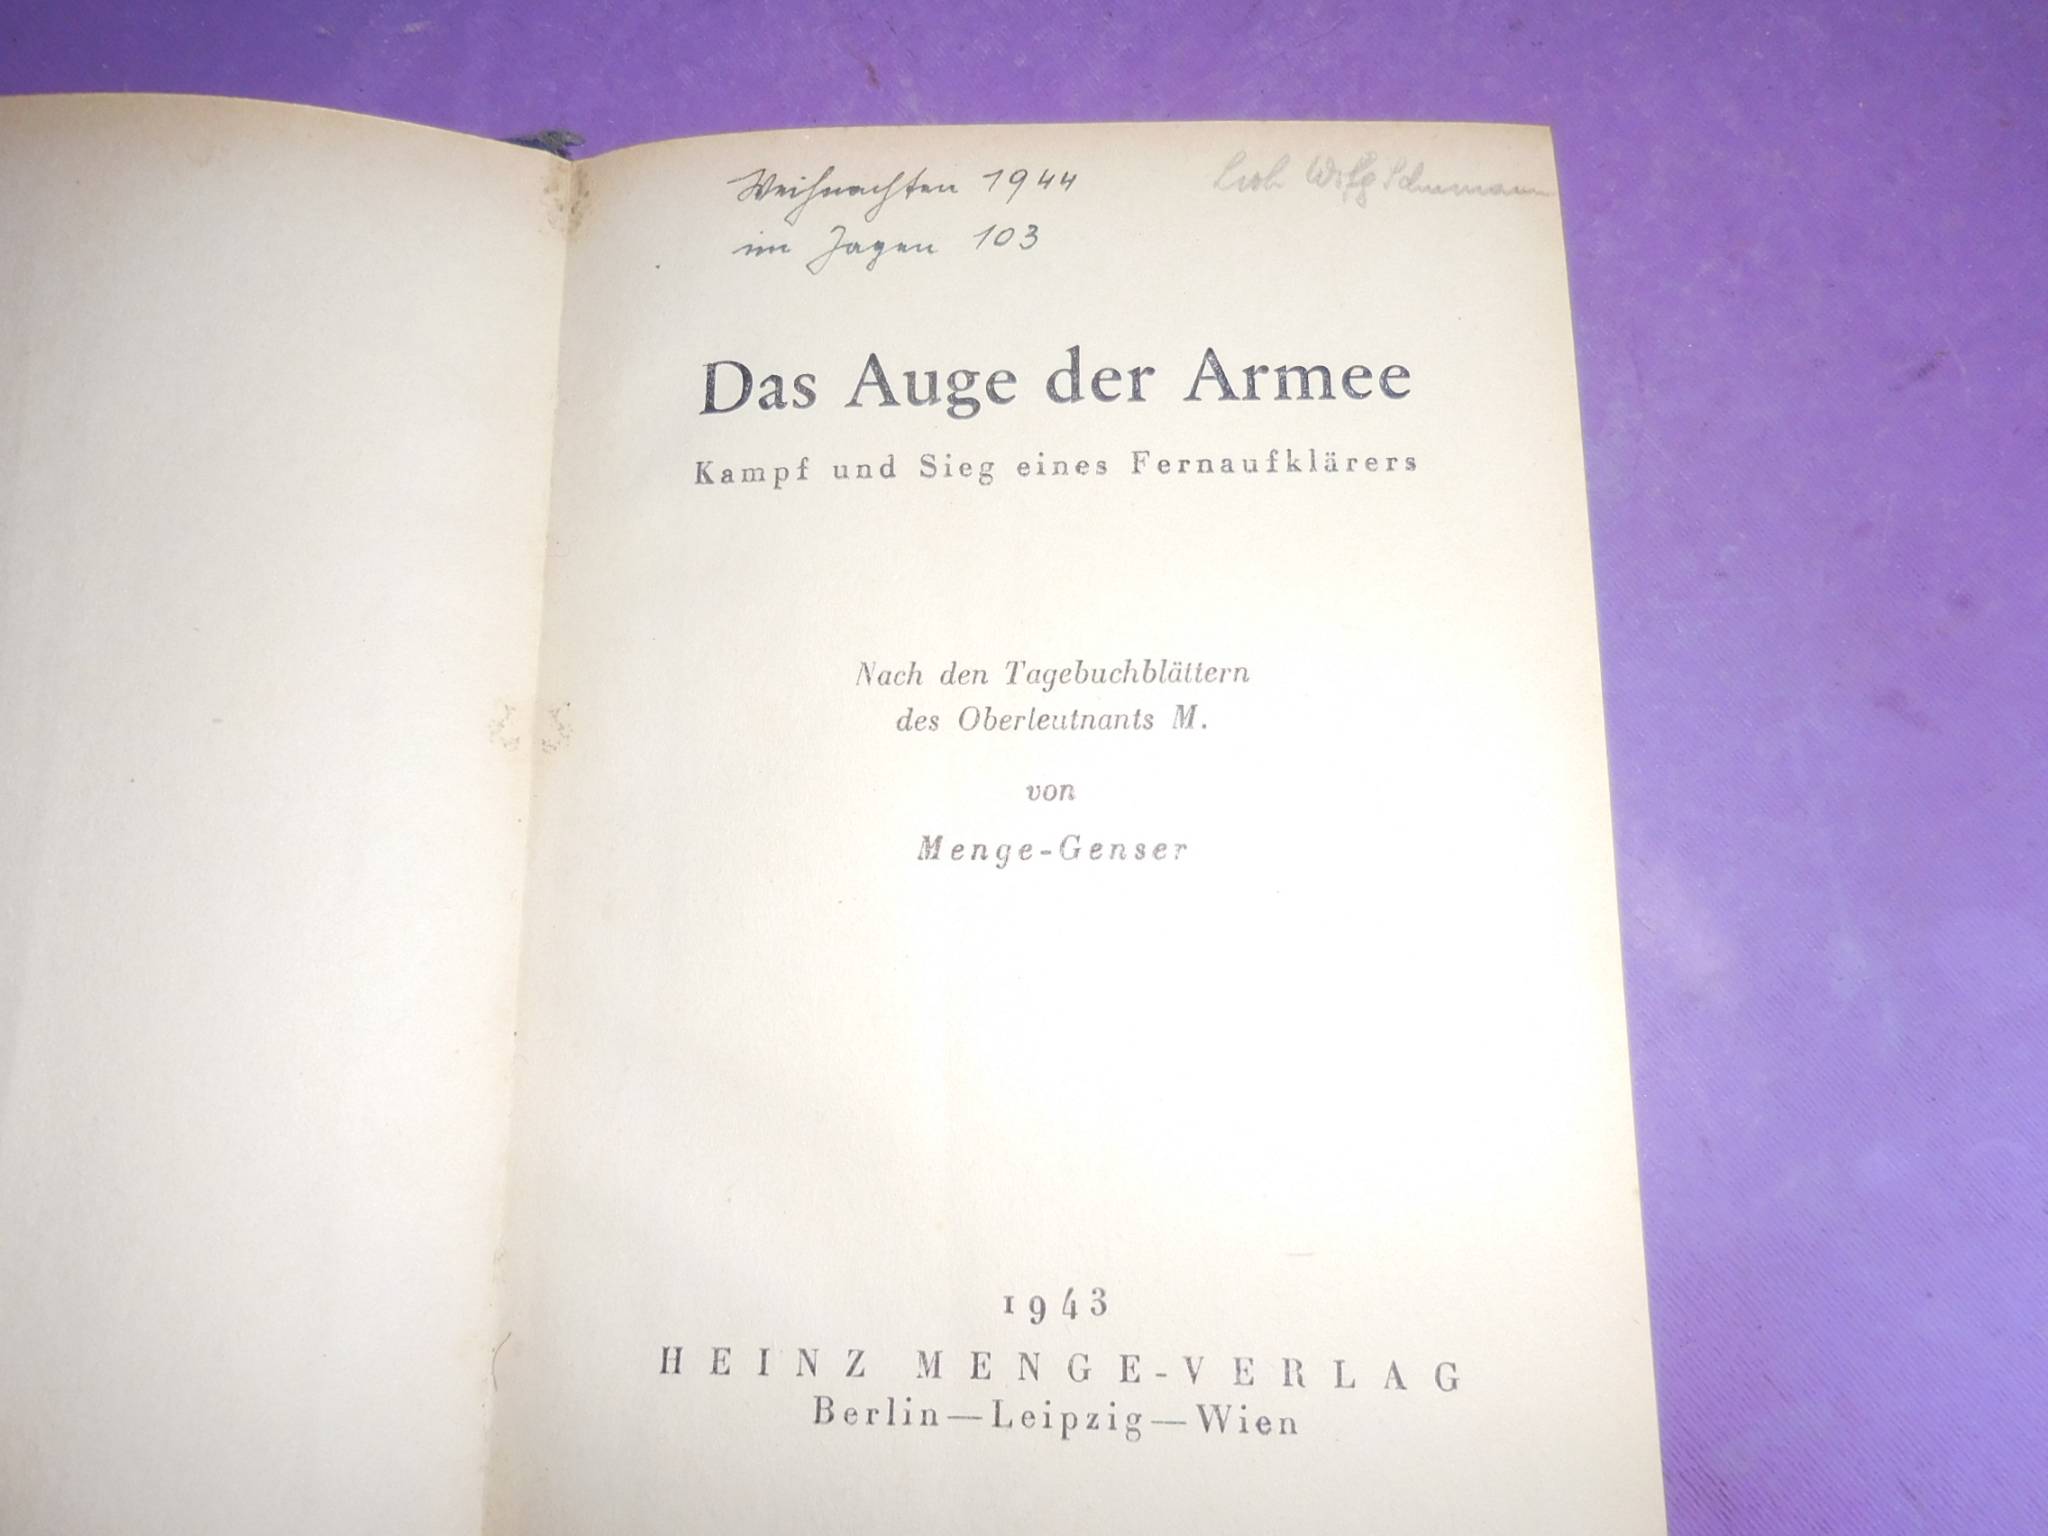 Weihnachten 1944
im Jagen 103
Schumann
Das Auge der Armee
Kampf und Sieg eines Fernaufklärers
Nach den Tagebuchblättern
des Oberleutnants M.
von
Menge-Genser
1943
HEINZ MENGE-VERLAG
Berlin—Leipzig—Wien